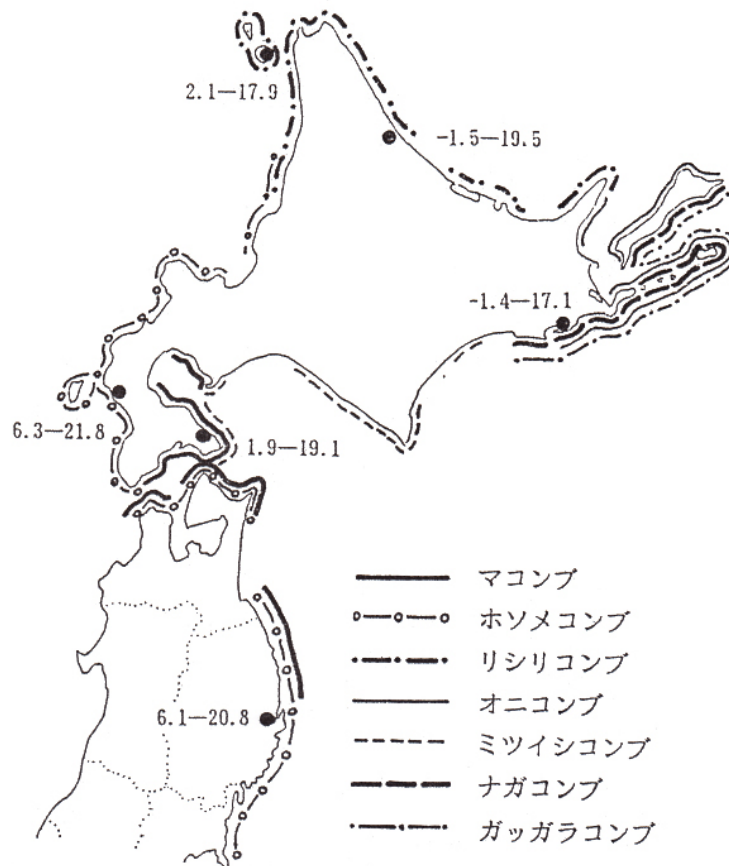 2.1—17.9
-1.5—19.5
-1.4—17.1
6.3—21.8
1.9—19.1
6.1—20.8
マコンブ
ホソメコンブ
リシリコンブ
オニコンブ
ミツイシコンブ
ナガコンブ
ガッガラコンブ